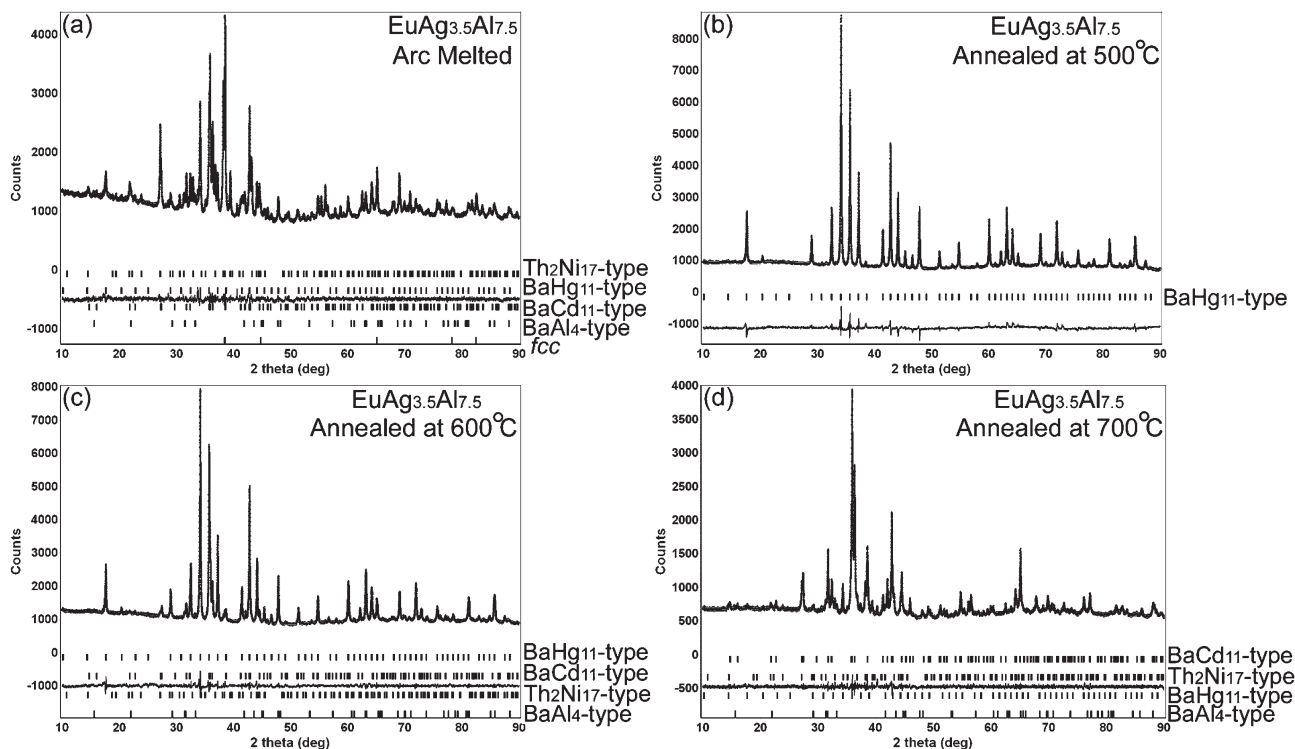 (a)
EuAg3.5Al7.5
Arc Melted
4000
3000
2000
1000
0
-1000
Counts
Th2Ni17-type
BaHg11-type
BaCd11-type
BaAl4-type
fcc
10 20 30 40 50 60 70 80 90
2 theta (deg)
(b)
EuAg3.5Al7.5
Annealed at 500°C
8000
7000
6000
5000
4000
3000
2000
1000
0
-1000
Counts
BaHg11-type
10 20 30 40 50 60 70 80 90
2 theta (deg)
(c)
EuAg3.5Al7.5
Annealed at 600°C
8000
7000
6000
5000
4000
3000
2000
1000
0
-1000
Counts
BaHg11-type
BaCd11-type
Th2Ni17-type
BaAl4-type
10 20 30 40 50 60 70 80 90
2 theta (deg)
(d)
EuAg3.5Al7.5
Annealed at 700°C
4000
3500
3000
2500
2000
1500
1000
500
0
-500
Counts
BaCd11-type
Th2Ni17-type
BaHg11-type
BaAl4-type
10 20 30 40 50 60 70 80 90
2 theta (deg)